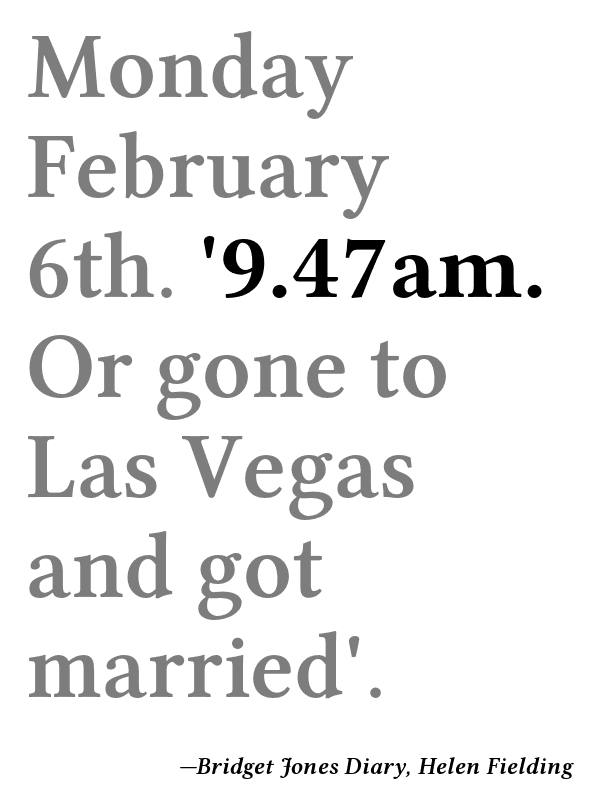 Monday
February
6th. '9.47am.
Or gone to
Las Vegas
and got
married'.
—Bridget Jones Diary, Helen Fielding